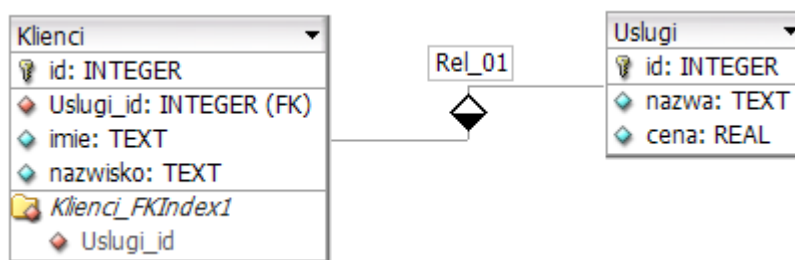 Klienci
id: INTEGER
Uslugi_id: INTEGER (FK)
imie: TEXT
nazwisko: TEXT
Klienci_FKIndex1
Uslugi_id
Rel_01
Uslugi
id: INTEGER
nazwa: TEXT
cena: REAL